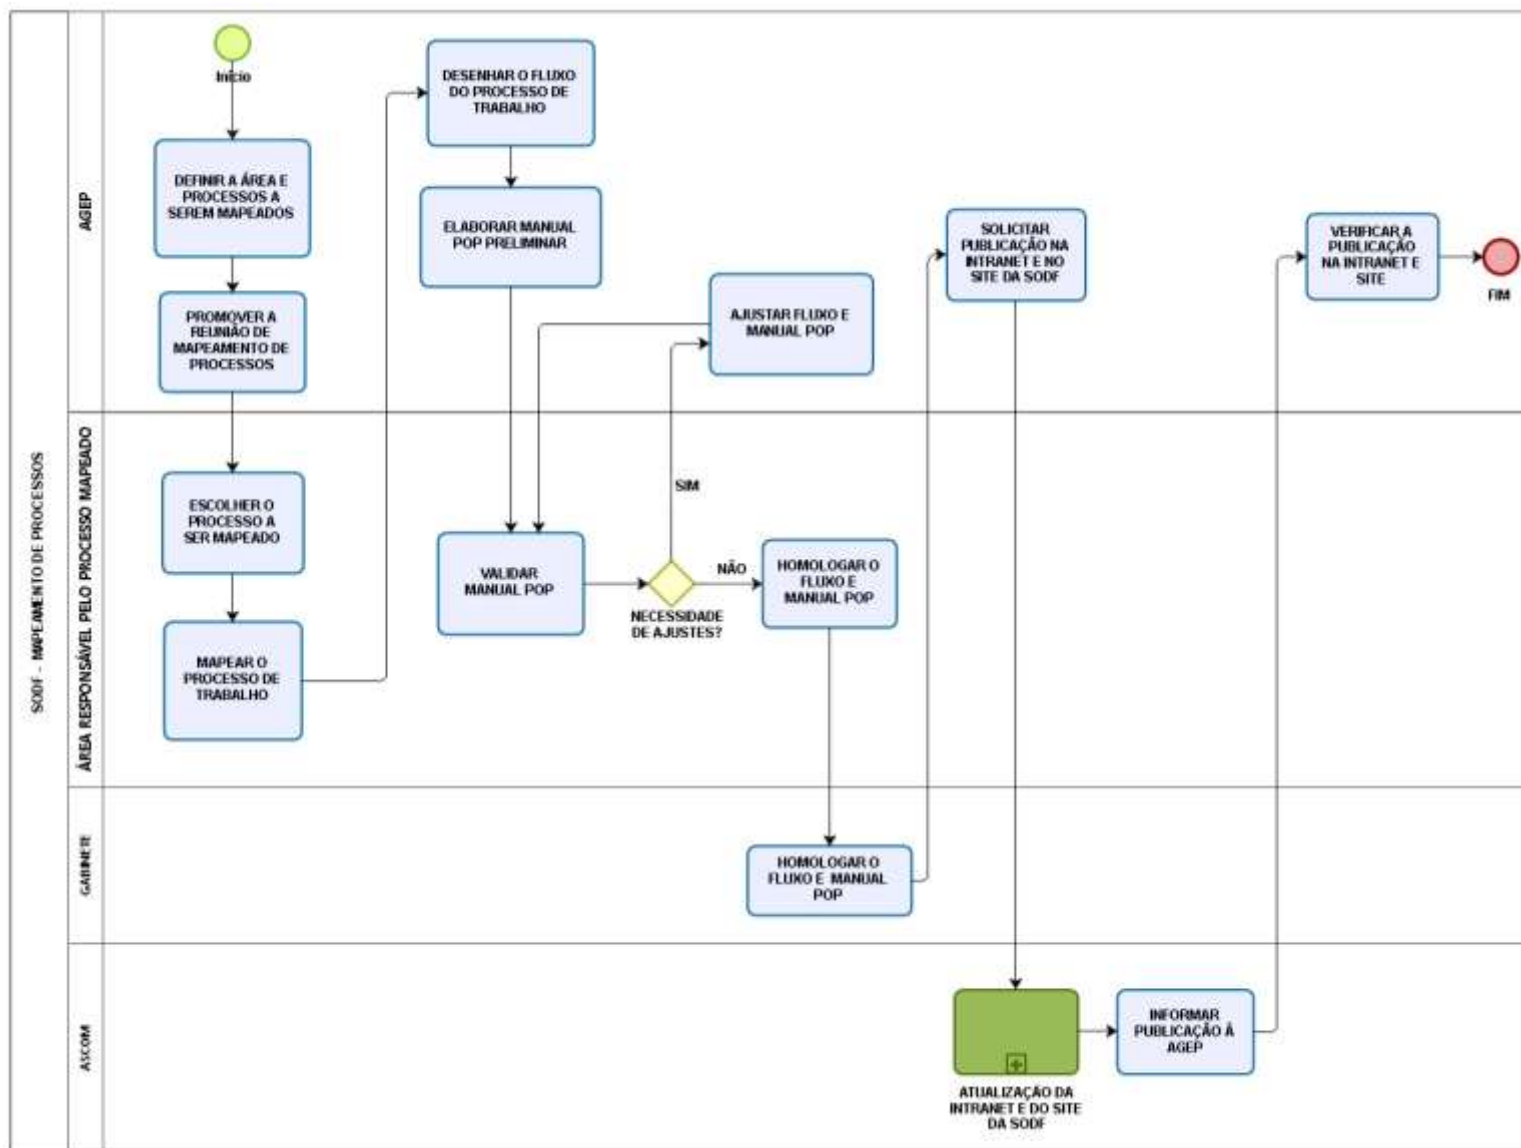 SODF - MAPEAMENTO DE PROCESSOS
AGEP
Início
DEFINIR A ÁREA E
PROCESSOS A
SEREM MAPEADOS
PROMOVER A
REUNIÃO DE
MAPEAMENTO DE
PROCESSOS
DESENHAR O FLUXO
DO PROCESSO DE
TRABALHO
ELABORAR MANUAL
POP PRELIMINAR
AJUSTAR FLUXO E
MANUAL POP
SOLICITAR
PUBLICAÇÃO NA
INTRANET E NO
SITE DA SODF
VERIFICAR A
PUBLICAÇÃO
NA INTRANET E
SITE
FIM
ÁREA RESPONSÁVEL PELO PROCESSO MAPEADO
ESCOLHER O
PROCESSO A
SER MAPEADO
MAPEAR O
PROCESSO DE
TRABALHO
VALIDAR
MANUAL POP
SIM
NECESSIDADE
DE AJUSTES?
NÃO
HOMOLOGAR O
FLUXO E
MANUAL POP
GABINETE
HOMOLOGAR O
FLUXO E MANUAL
POP
ASCOM
ATUALIZAÇÃO DA
INTRANET E DO SITE
DA SODF
INFORMAR
PUBLICAÇÃO À
AGEP